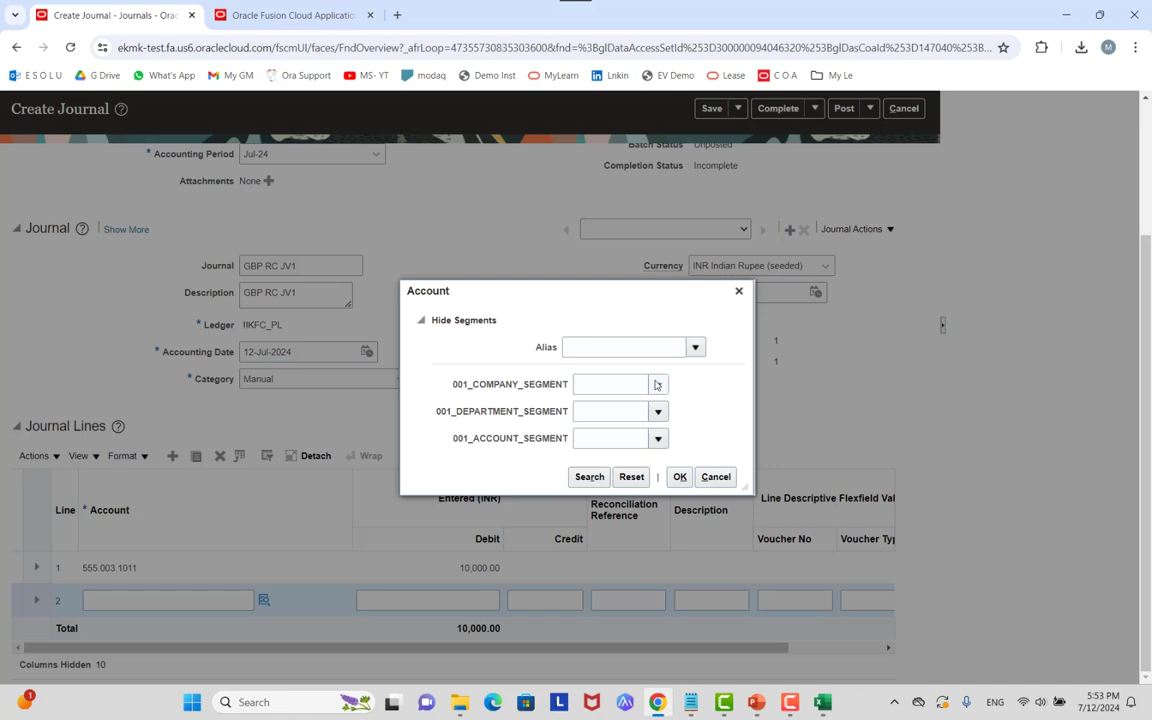 Create Journal - Journals - Orac
Oracle Fusion Cloud Application
ekmk-test.fa.us6.oraclecloud.com/fscmUI/faces/FndOverview?_afrLoop=47355730835303600&fnd=%3BglDataAccessSetId%253D300000094046320%253BglDasCoaId%253D147040%253B...
M
E S O L U
G Drive
What's App
My GM
Ora Support
MS- YT
modaq
Demo Inst
MyLearn
Lnkin
EV Demo
Lease
C O A
My Le
Create Journal
Save
Complete
Post
Cancel
* Accounting Period Jul-24
Batch Status Unposted
Completion Status Incomplete
Attachments None
Journal
Show More
Journal Actions
Journal GBP RC JV1
Currency INR Indian Rupee (seeded)
Description GBP RC JV1
* Ledger !!KFC_PL
* Accounting Date 12-Jul-2024
* Category Manual
1
1
Account
Hide Segments
Alias
001_COMPANY_SEGMENT
001_DEPARTMENT_SEGMENT
001_ACCOUNT_SEGMENT
Search
Reset
OK
Cancel
Journal Lines
Actions View Format
Detach
Wrap
Line
* Account
Entered (INR)
Debit
Credit
Reconciliation
Reference
Description
Line Descriptive Flexfield Val
Voucher No
Voucher Typ
1 555.003.1011 10,000.00
2
Total 10,000.00
Columns Hidden 10
1
Search
ENG
5:53 PM
7/12/2024